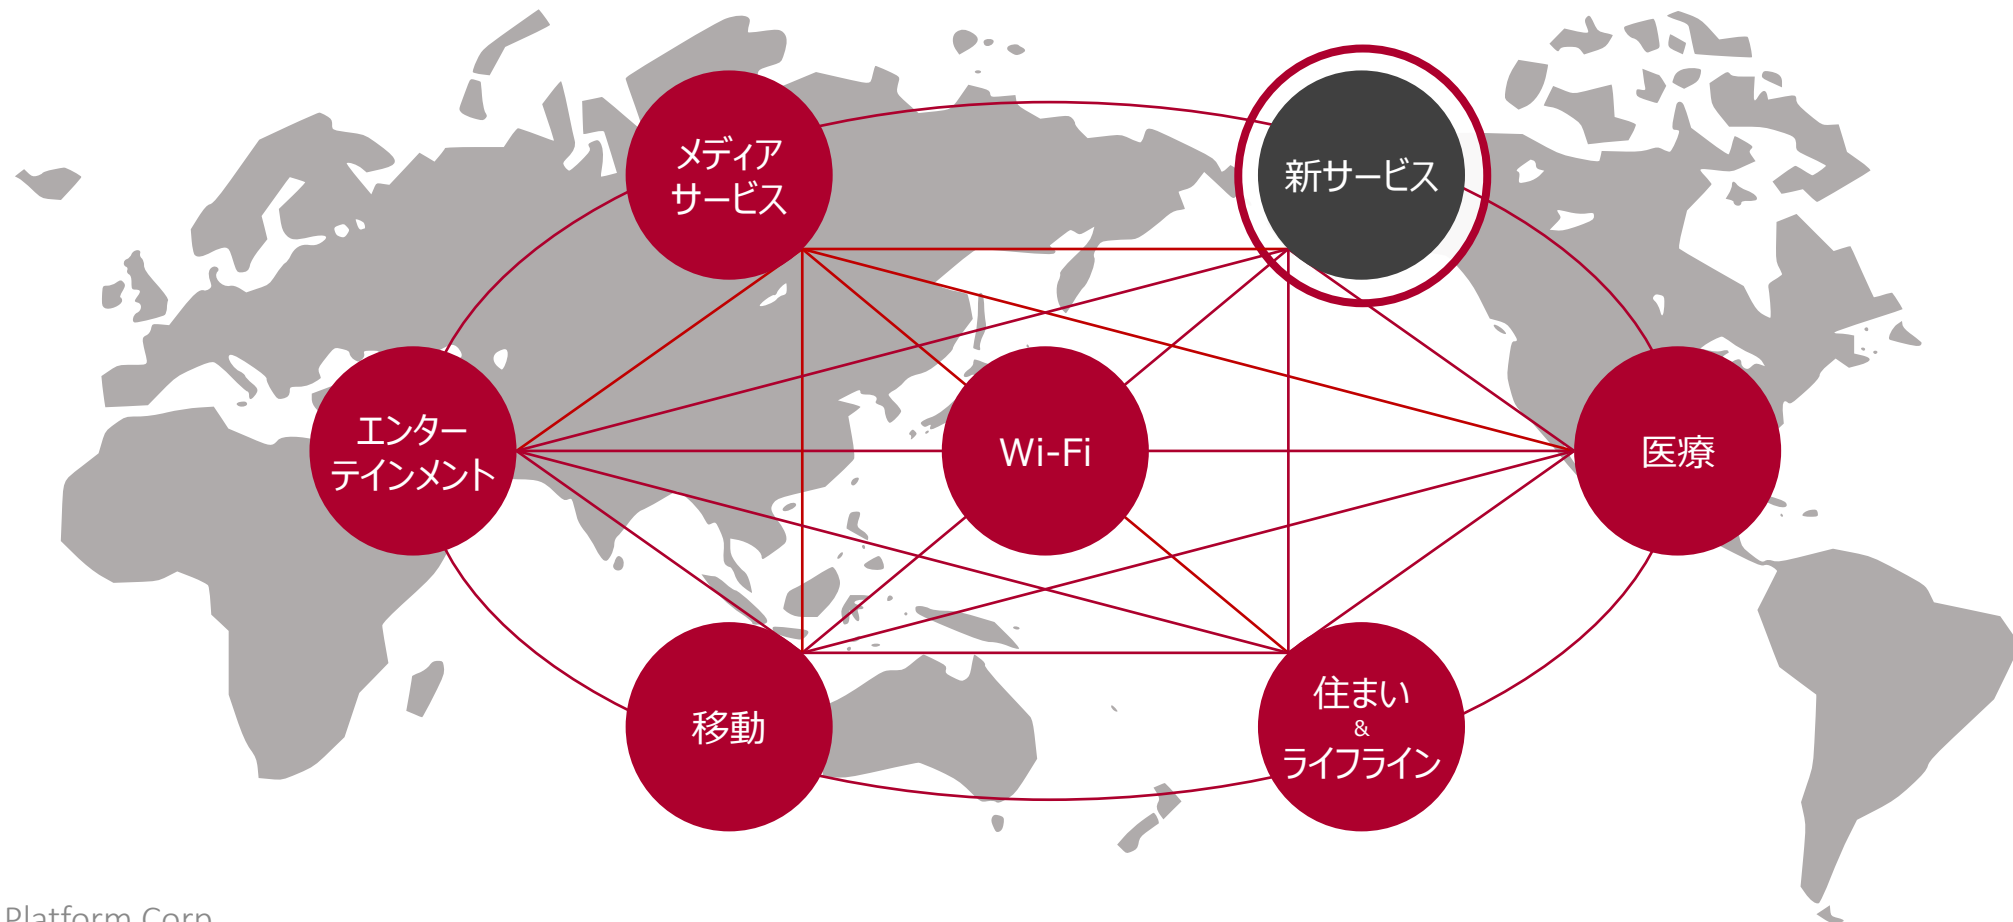 メディア
サービス
新サービス
エンター
テインメント
Wi-Fi
医療
移動
住まい
&
ライフライン
Platform Corp